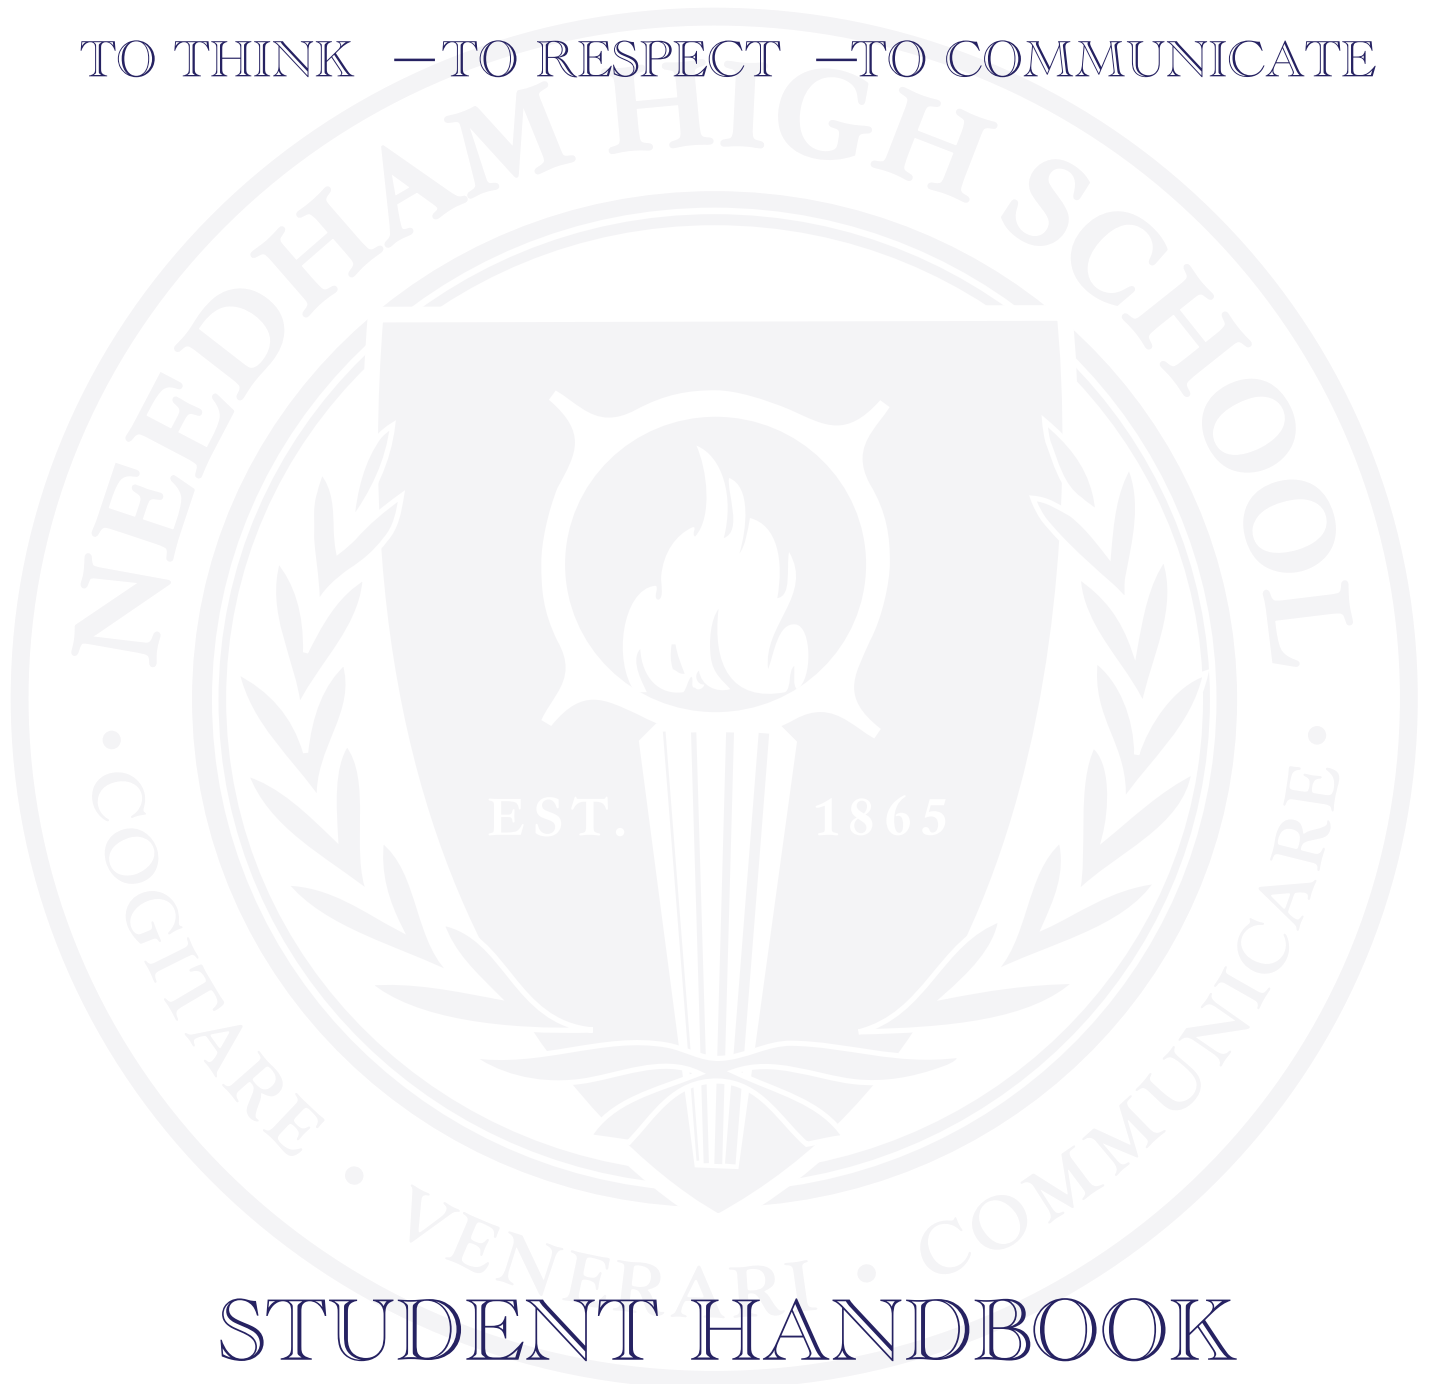 TO THINK —TO RESPECT —TO COMMUNICATE
NEEDHAM HIGH SCHOOL
EST. 1865
• COGITARE • VENERARI • COMMUNICARE •
STUDENT HANDBOOK